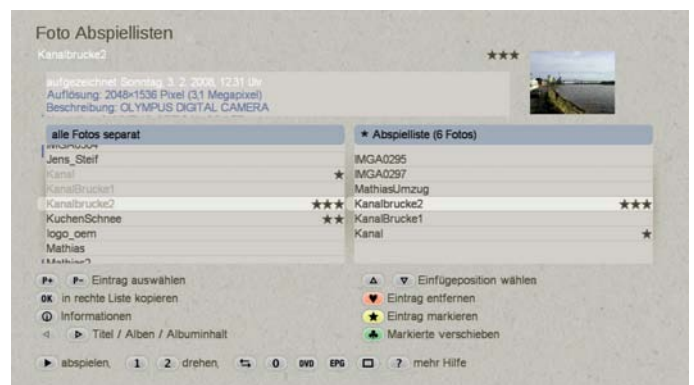 Foto Abspiellisten
Kanalbrucke2 ★★★
aufgezeichnet Sonntag, 3. 2. 2008, 12:31 Uhr
Auflösung: 2048×1536 Pixel (3,1 Megapixel)
Beschreibung: OLYMPUS DIGITAL CAMERA
alle Fotos separat
Jens_Steif
Kanal ★
KanalBrucke1
Kanalbrucke2 ★★★
KuchenSchnee ★★
logo_oem
Mathias
Mathias2
★ Abspielliste (6 Fotos)
IMGA0295
IMGA0297
MathiasUmzug
Kanalbrucke2 ★★★
KanalBrucke1
Kanal ★
P+ P− Eintrag auswählen
OK in rechte Liste kopieren
Informationen
Titel / Alben / Albuminhalt
Einfügeposition wählen
Eintrag entfernen
Eintrag markieren
Markierte verschieben
abspielen, 1 2 drehen, 0 DVD EPG ? mehr Hilfe